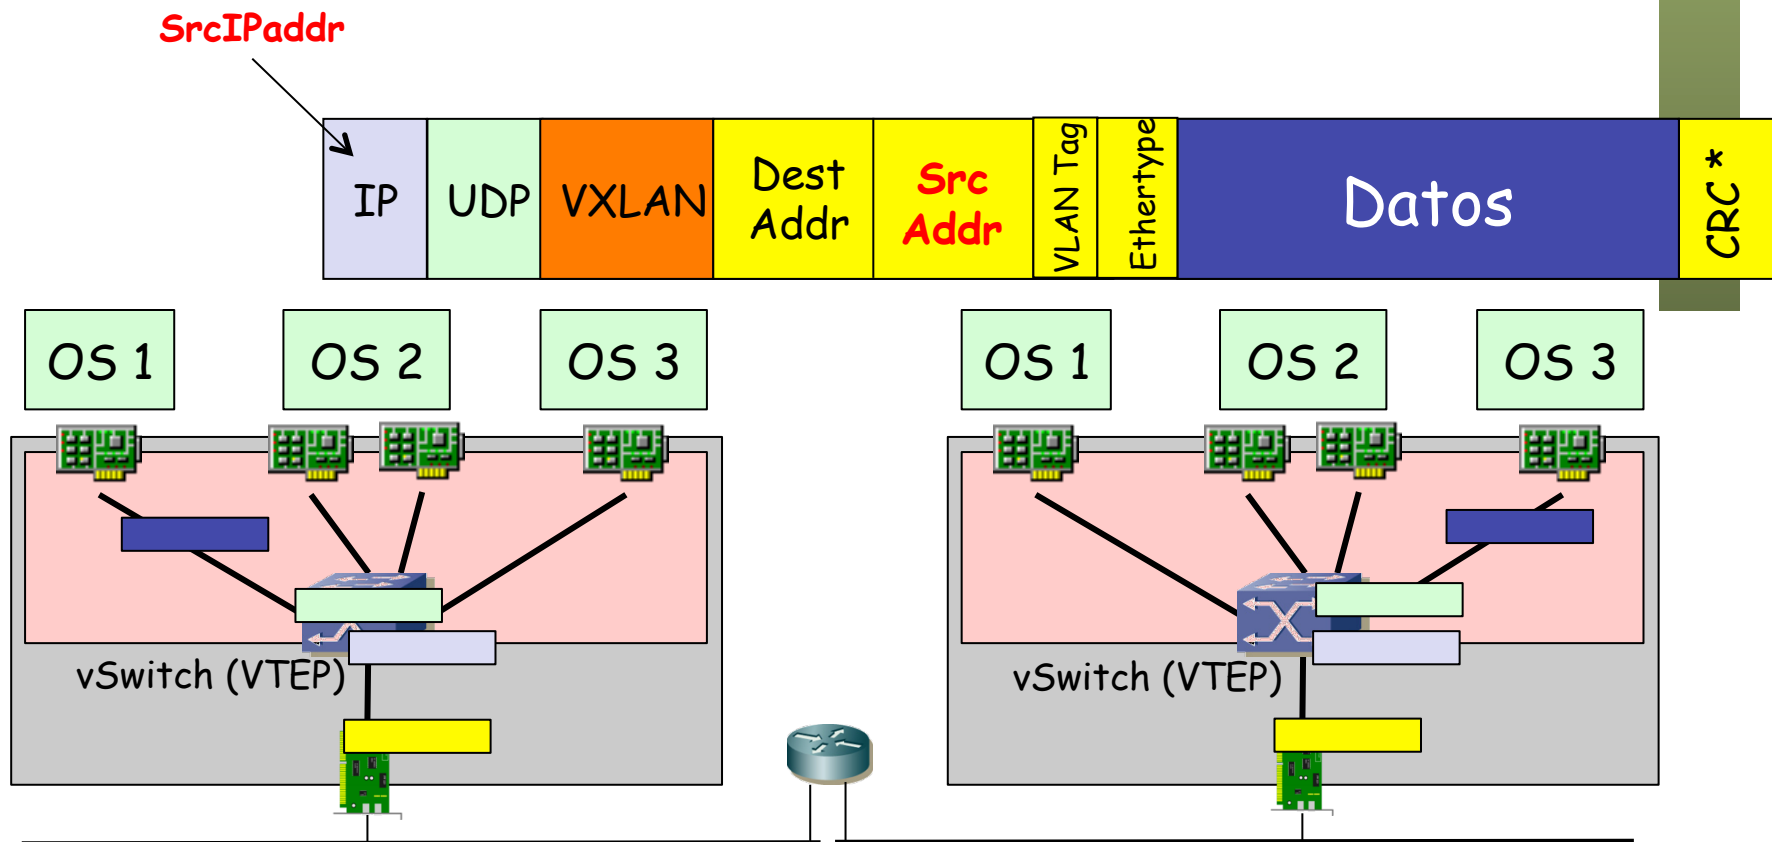 SrcIPaddr
IP
UDP
VXLAN
Dest
Addr
Src
Addr
VLAN Tag
Ethertype
Datos
CRC *
OS 1
OS 2
OS 3
OS 1
OS 2
OS 3
vSwitch (VTEP)
vSwitch (VTEP)